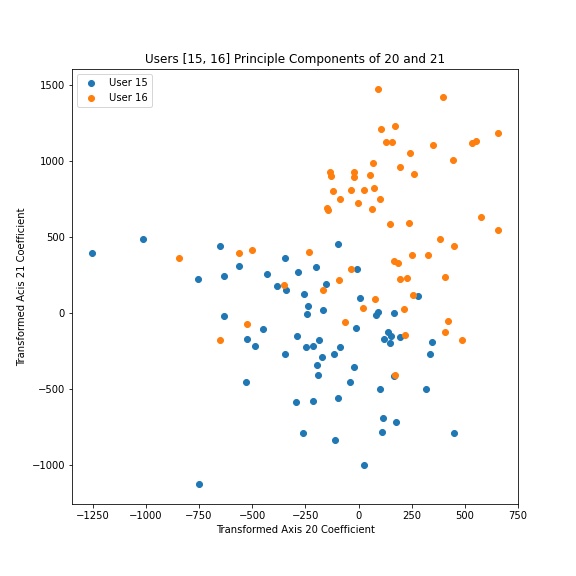 Users [15, 16] Principle Components of 20 and 21
User 15
User 16
1500
1000
500
0
−500
−1000
Transformed Acis 21 Coefficient
−1250 −1000 −750 −500 −250 0 250 500 750
Transformed Axis 20 Coefficient